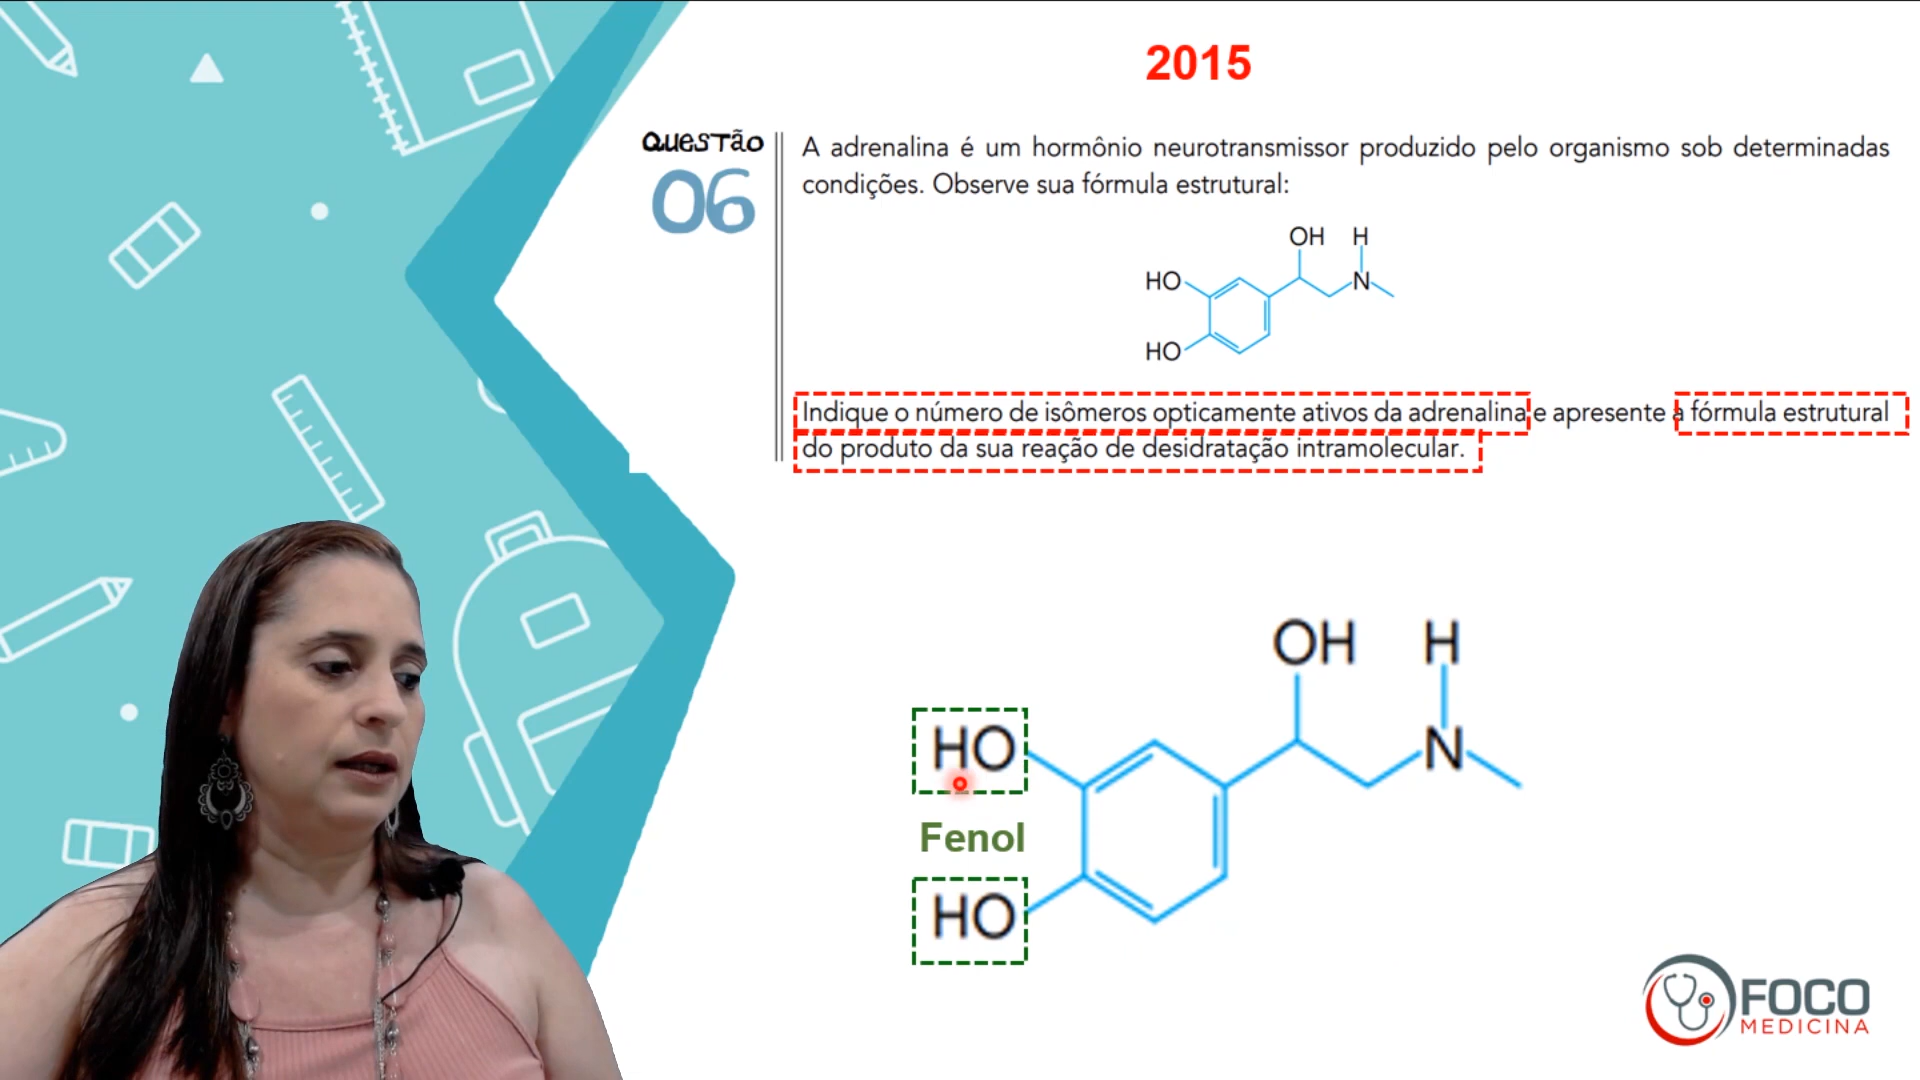 2015
QUESTÃO
06
A adrenalina é um hormônio neurotransmissor produzido pelo organismo sob determinadas
condições. Observe sua fórmula estrutural:
OH H
HO
N
HO
Indique o número de isômeros opticamente ativos da adrenalina e apresente a fórmula estrutural
do produto da sua reação de desidratação intramolecular.
OH H
HO
N
Fenol
HO
FOCO
MEDICINA